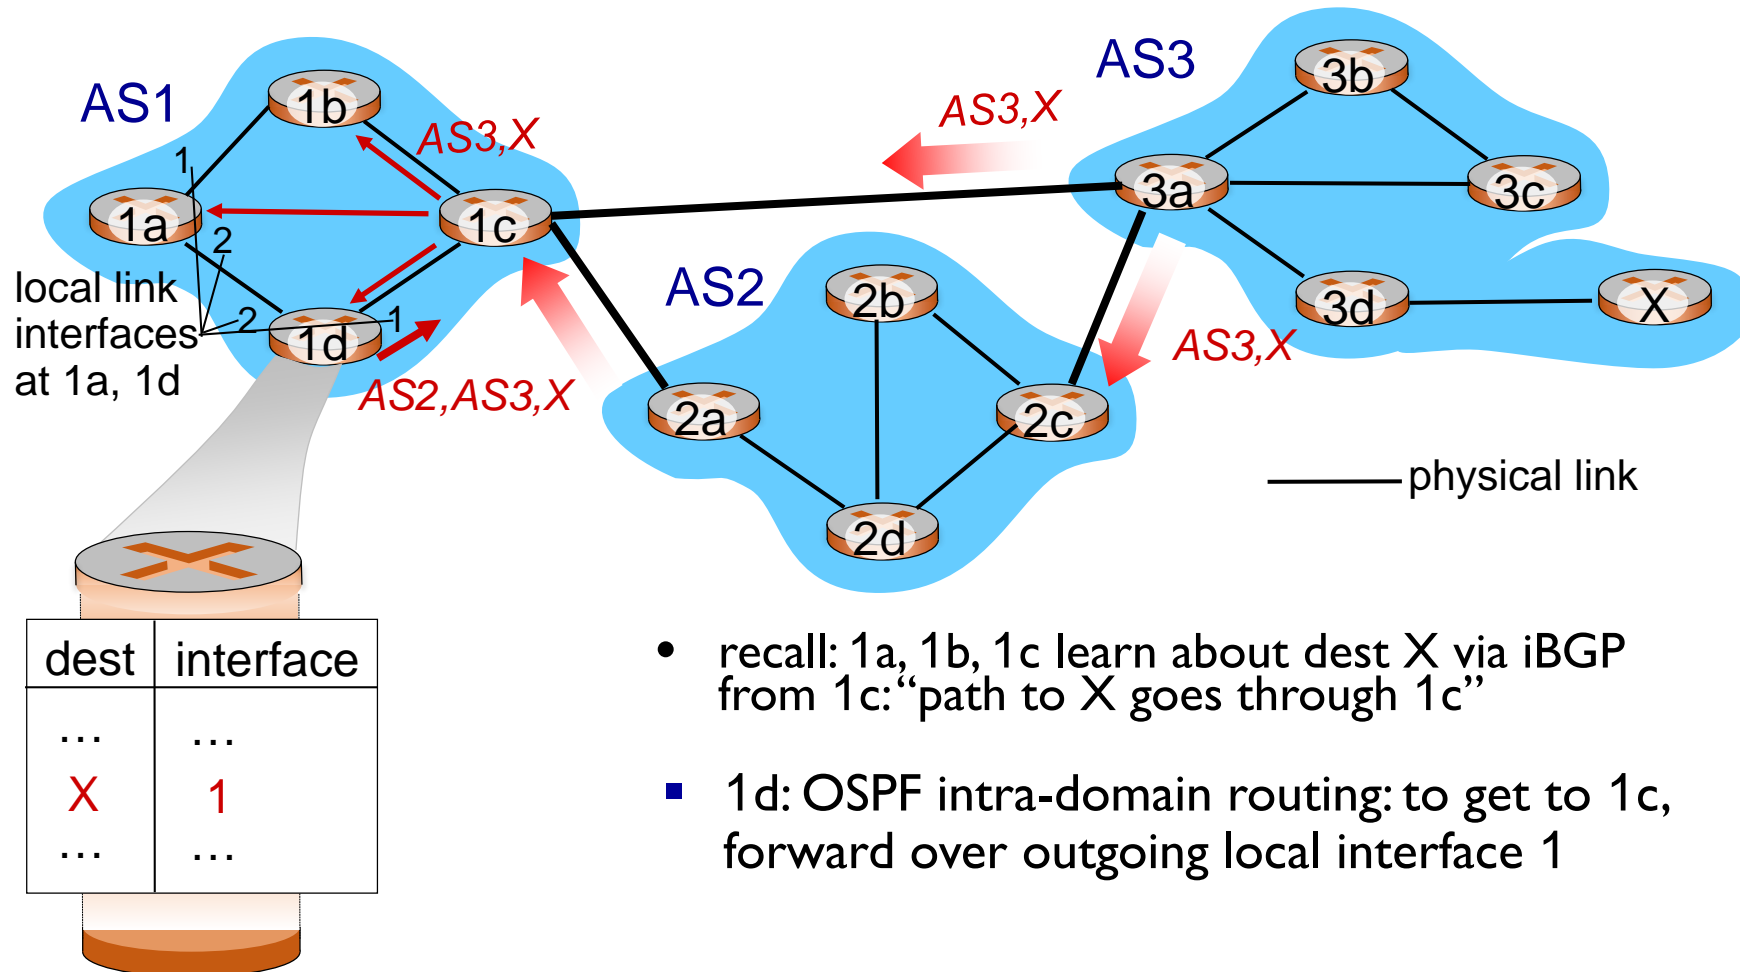 AS3
3b
AS1
1b
AS3,X
AS3,X
1
3a
3c
1a
1c
2
AS2
local link
interfaces
at 1a, 1d
2
1
2b
3d
X
1d
AS3,X
AS2,AS3,X
2a
2c
physical link
2d
dest interface
... ...
X 1
... ...
• recall: 1a, 1b, 1c learn about dest X via iBGP
from 1c: “path to X goes through 1c”
▪ 1d: OSPF intra-domain routing: to get to 1c,
forward over outgoing local interface 1